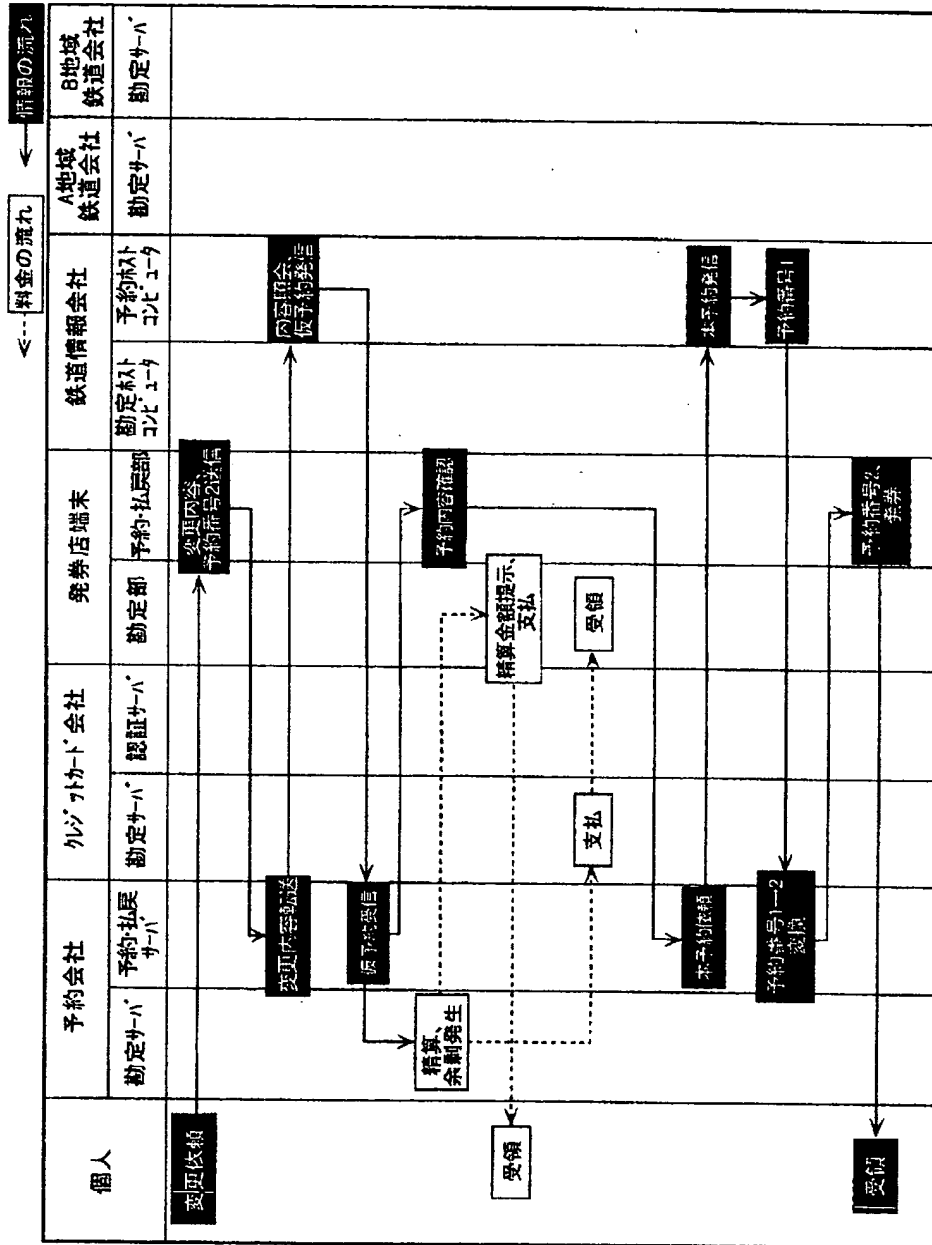 料金の流れ
情報の流れ
個人
予約会社
クレジットカード会社
発券店端末
鉄道情報会社
A地域
鉄道会社
B地域
鉄道会社
勘定サーバ
予約・払戻
サーバ
勘定サーバ
認証サーバ
勘定部
予約・払戻部
勘定ホスト
コンピュータ
予約ホスト
コンピュータ
勘定サーバ
勘定サーバ
変更依頼
変更内容、
予約番号2送信
変更内容転送
内容照会、
仮予約発信
仮予約受信
精算、
余剰発生
予約内容確認
精算金額提示、
支払
受領
支払
受領
本予約依頼
本予約発信
予約番号1
予約番号1→2
変換
予約番号2、
発券
受領